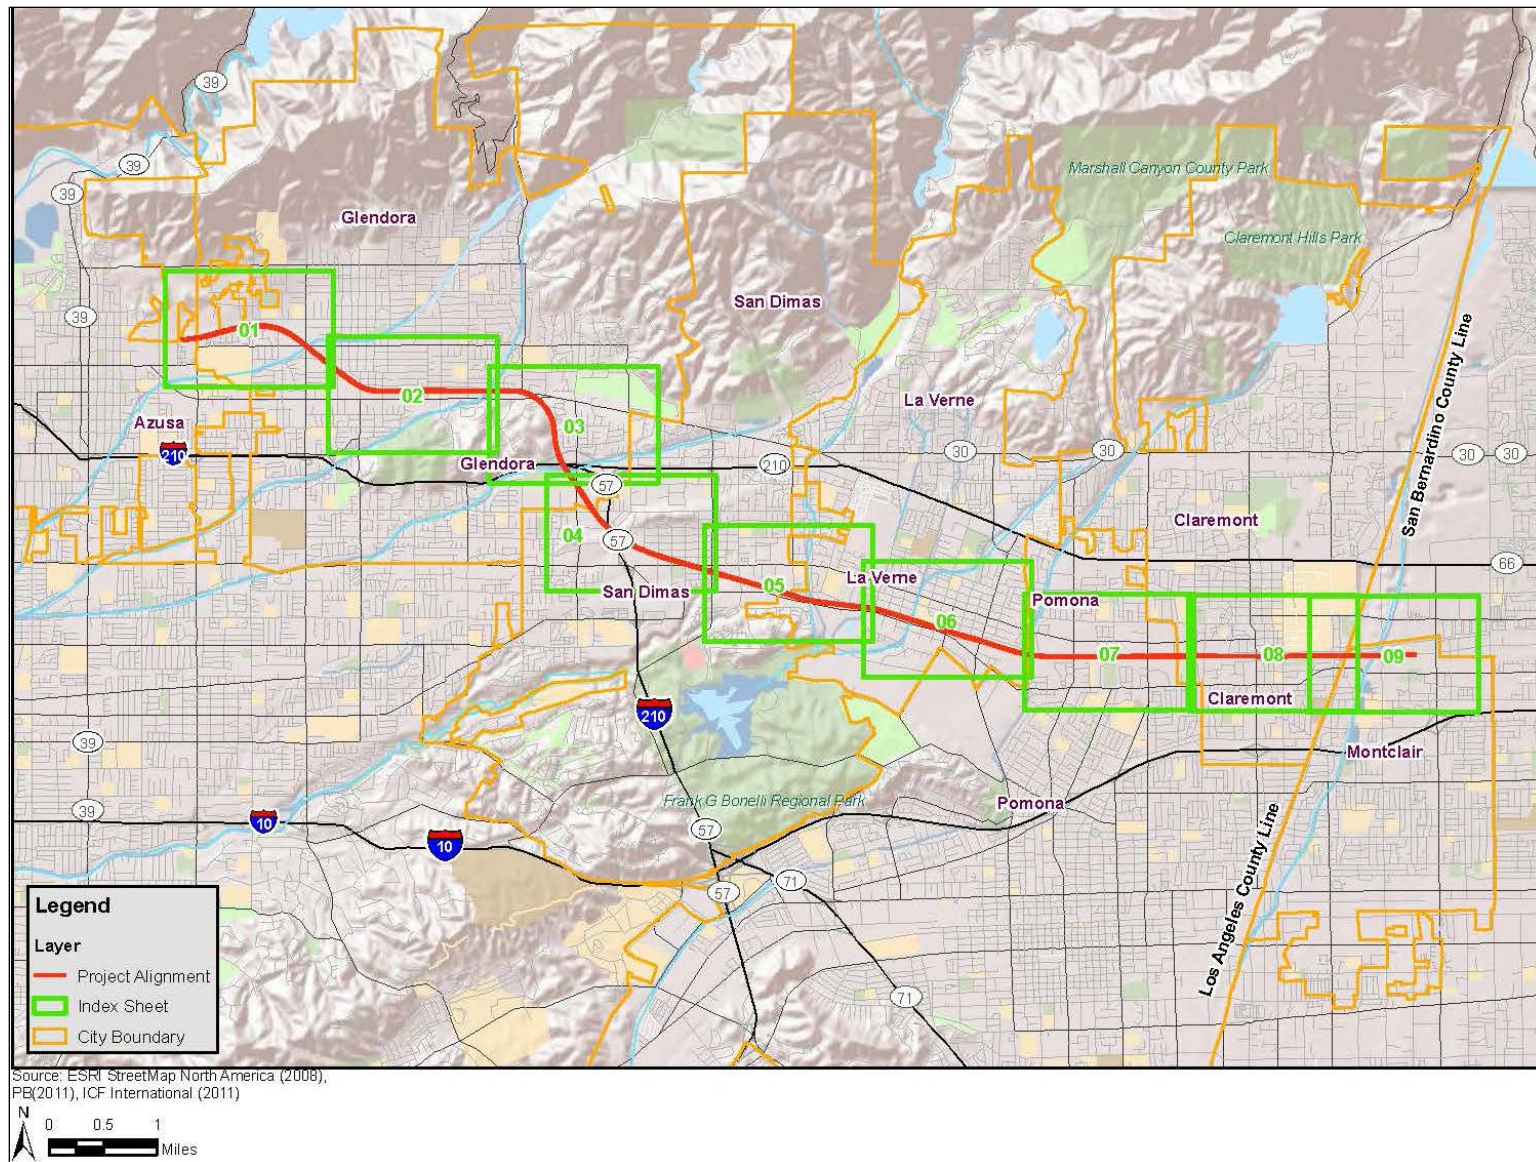 39
39
39
Marshall Canyon County Park
Glendora
Claremont Hills Park
San Dimas
39
01
02
03
La Verne
Azusa
210
Glendora
210
30
30
30
30
57
San Bernardino County Line
Claremont
04
57
66
05
La Verne
San Dimas
Pomona
06
07
08
09
Claremont
210
39
Montclair
Frank G Bonelli Regional Park
Pomona
39
10
57
10
71
57
Los Angeles County Line
71
Legend
Layer
Project Alignment
Index Sheet
City Boundary
Source: ESRI StreetMap North America (2008),
PB(2011), ICF International (2011)
N
0 0.5 1
Miles